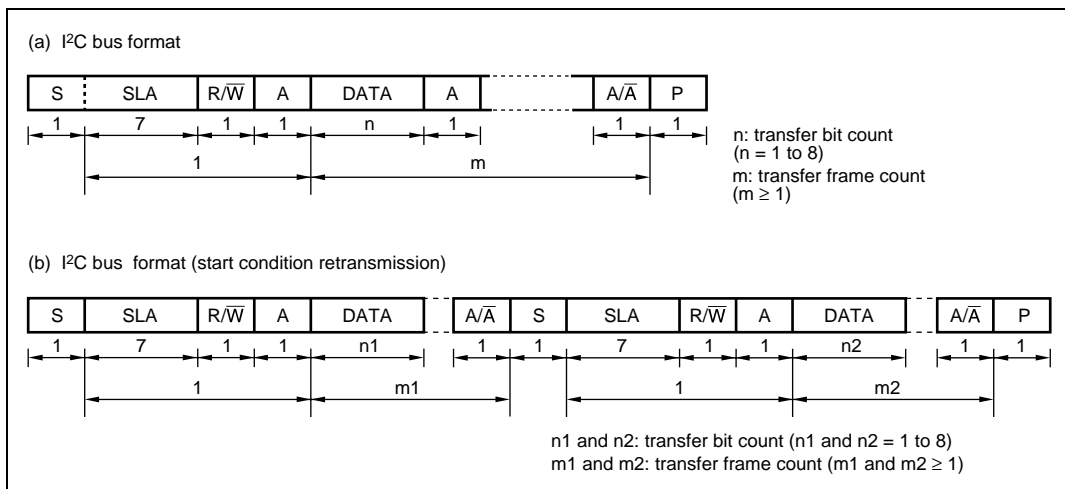 (a) I²C bus format
S SLA R/W̅ A DATA A A/A̅ P
1 7 1 1 n 1 1 1
1 m
n: transfer bit count
(n = 1 to 8)
m: transfer frame count
(m ≥ 1)
(b) I²C bus format (start condition retransmission)
S SLA R/W̅ A DATA A/A̅ S SLA R/W̅ A DATA A/A̅ P
1 7 1 1 n1 1 1 7 1 1 n2 1 1
1 m1 1 m2
n1 and n2: transfer bit count (n1 and n2 = 1 to 8)
m1 and m2: transfer frame count (m1 and m2 ≥ 1)